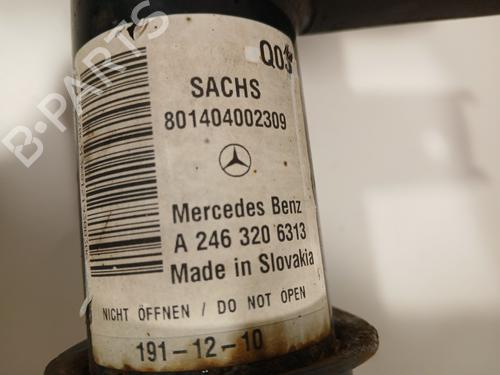 Q03
SACHS
801404002309
Mercedes Benz
A 246 320 6313
Made in Slovakia
NICHT ÖFFNEN / DO NOT OPEN
191-12-10
B-PARTS